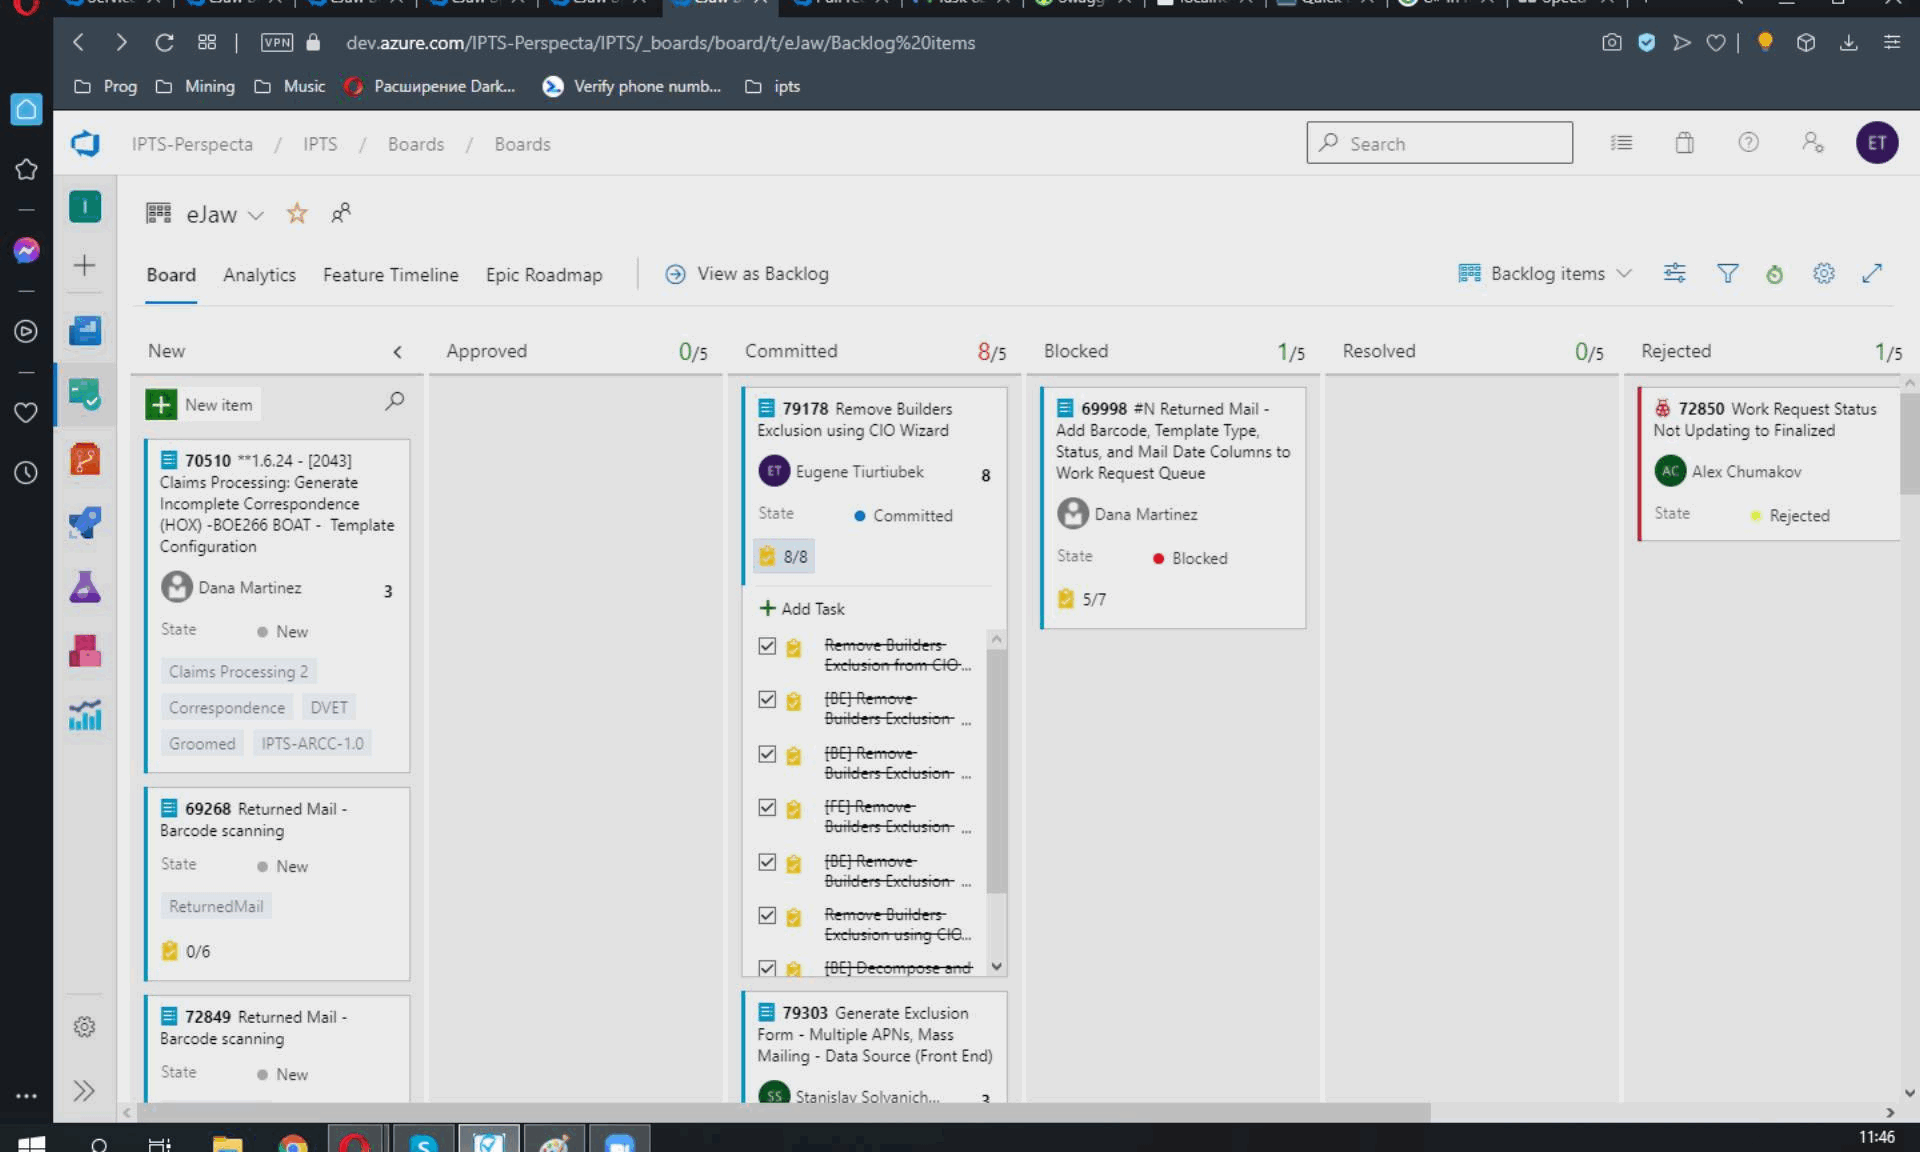 VPN
dev.azure.com/IPTS-Perspecta/IPTS/_boards/board/t/eJaw/Backlog%20items
Prog
Mining
Music
Расширение Dark...
Verify phone numb...
ipts
IPTS-Perspecta / IPTS / Boards / Boards
Search
ET
I
eJaw
Board
Analytics
Feature Timeline
Epic Roadmap
View as Backlog
Backlog items
New
Approved 0/5
Committed 8/5
Blocked 1/5
Resolved 0/5
Rejected 1/5
New item
70510 **1.6.24 - [2043]
Claims Processing: Generate
Incomplete Correspondence
(HOX) -BOE266 BOAT - Template
Configuration
Dana Martinez 3
State New
Claims Processing 2
Correspondence DVET
Groomed IPTS-ARCC-1.0
69268 Returned Mail -
Barcode scanning
State New
ReturnedMail
0/6
72849 Returned Mail -
Barcode scanning
State New
79178 Remove Builders
Exclusion using CIO Wizard
ET Eugene Tiurtiubek 8
State Committed
8/8
Add Task
Remove Builders
Exclusion from CIO ...
[BE] Remove
Builders Exclusion ...
[BE] Remove
Builders Exclusion ...
[FE] Remove
Builders Exclusion ...
[BE] Remove
Builders Exclusion ...
Remove Builders
Exclusion using CIO...
[BE] Decompose and
79303 Generate Exclusion
Form - Multiple APNs, Mass
Mailing - Data Source (Front End)
SS Stanislav Solyanich... 3
69998 #N Returned Mail -
Add Barcode, Template Type,
Status, and Mail Date Columns to
Work Request Queue
Dana Martinez
State Blocked
5/7
72850 Work Request Status
Not Updating to Finalized
AC Alex Chumakov
State Rejected
11:46